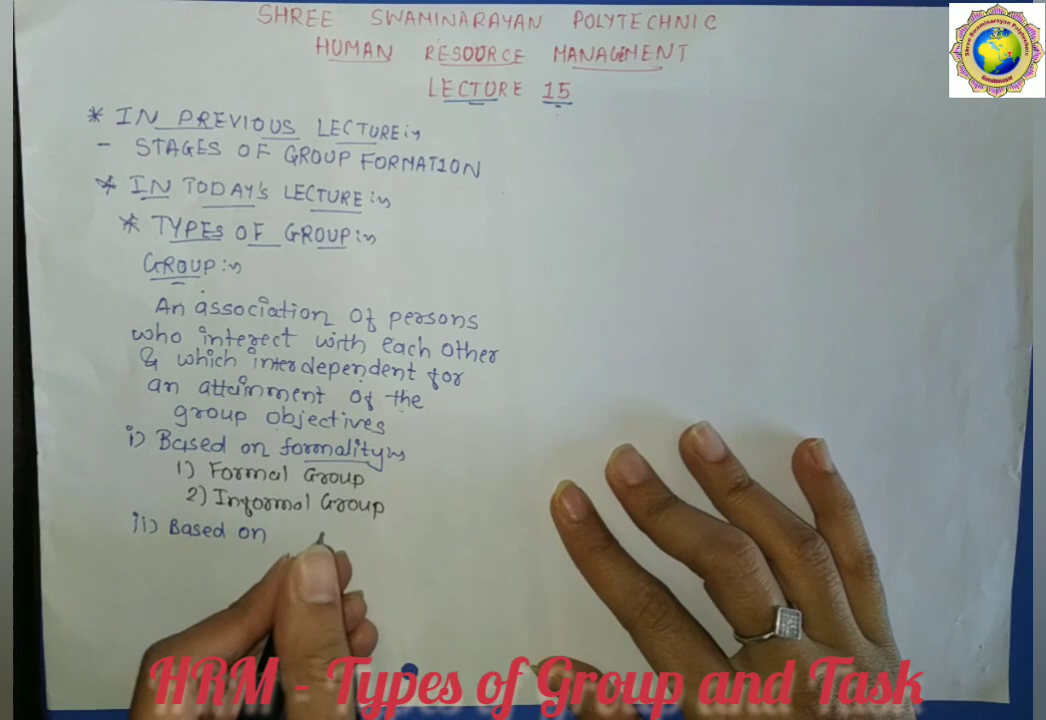 SHREE SWAMINARAYAN POLYTECHNIC
HUMAN RESOURCE MANAGEMENT
LECTURE 15
* IN PREVIOUS LECTURE:-
- STAGES OF GROUP FORMATION
* IN TODAY'S LECTURE:-
* TYPES OF GROUP:-
GROUP:-
An association of persons
who interect with each other
& which interdependent for
an attainment of the
group objectives
i) Based on formality
1) Formal Group
2) Informal Group
ii) Based on
HRM - Types of Group and Task
Shree Swaminarayan Polytechnic